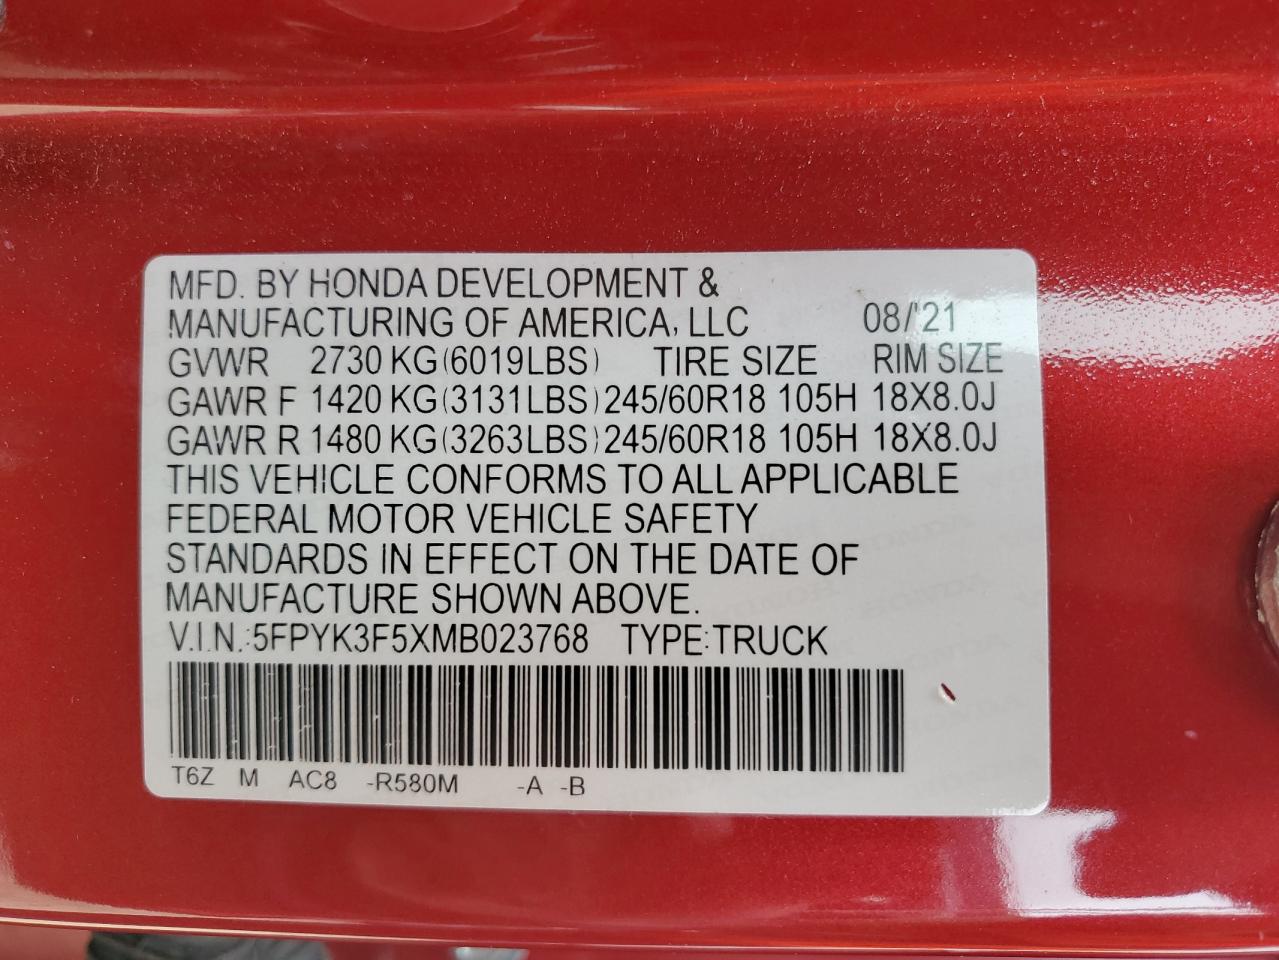 MFD. BY HONDA DEVELOPMENT &
MANUFACTURING OF AMERICA, LLC 08/'21
GVWR 2730 KG(6019LBS) TIRE SIZE RIM SIZE
GAWR F 1420 KG(3131LBS) 245/60R18 105H 18X8.0J
GAWR R 1480 KG(3263LBS) 245/60R18 105H 18X8.0J
THIS VEHICLE CONFORMS TO ALL APPLICABLE
FEDERAL MOTOR VEHICLE SAFETY
STANDARDS IN EFFECT ON THE DATE OF
MANUFACTURE SHOWN ABOVE.
V.I.N.:5FPYK3F5XMB023768 TYPE:TRUCK
T6Z M AC8 -R580M -A -B